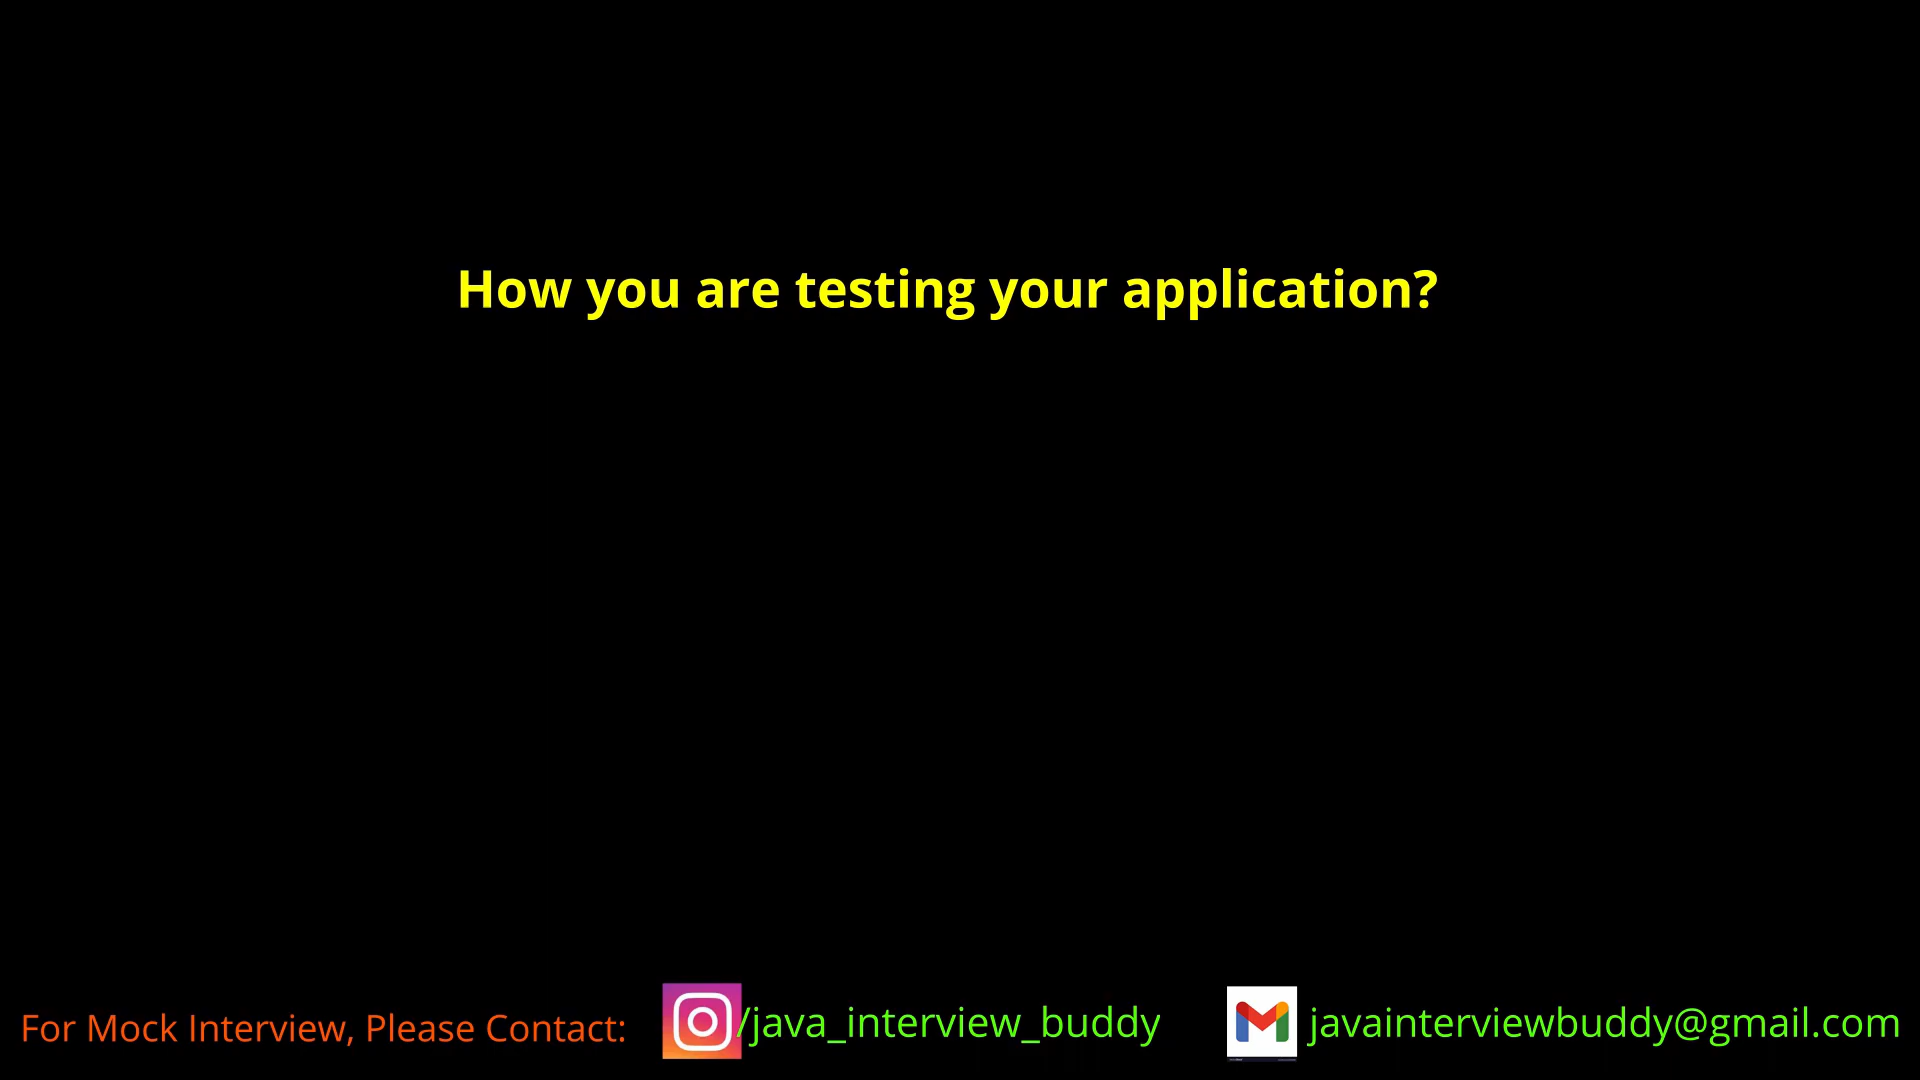 How you are testing your application?
For Mock Interview, Please Contact: /java_interview_buddy javainterviewbuddy@gmail.com